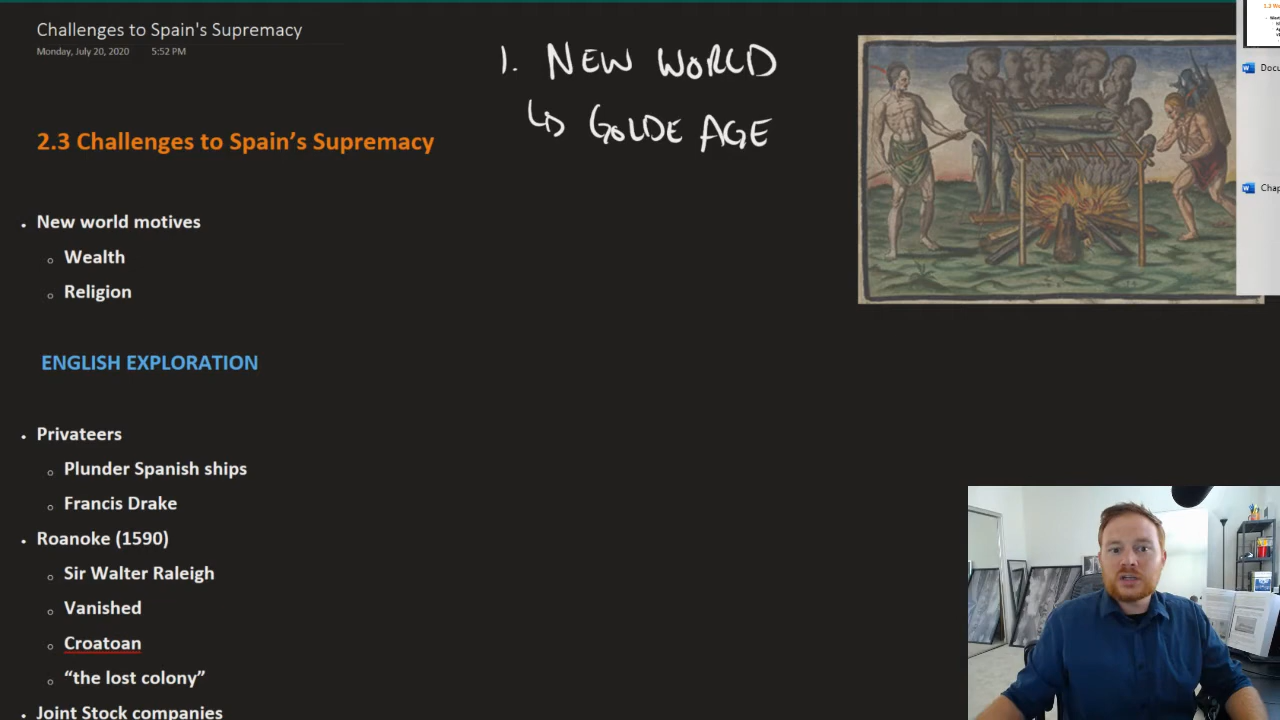 Challenges to Spain's Supremacy
Monday, July 20, 2020 5:52 PM
1. NEW WORLD
↳ GOLDE AGE
2.3 Challenges to Spain's Supremacy
• New world motives
○ Wealth
○ Religion
ENGLISH EXPLORATION
• Privateers
○ Plunder Spanish ships
○ Francis Drake
• Roanoke (1590)
○ Sir Walter Raleigh
○ Vanished
○ Croatoan
○ “the lost colony”
• Joint Stock companies
Docu
Chap